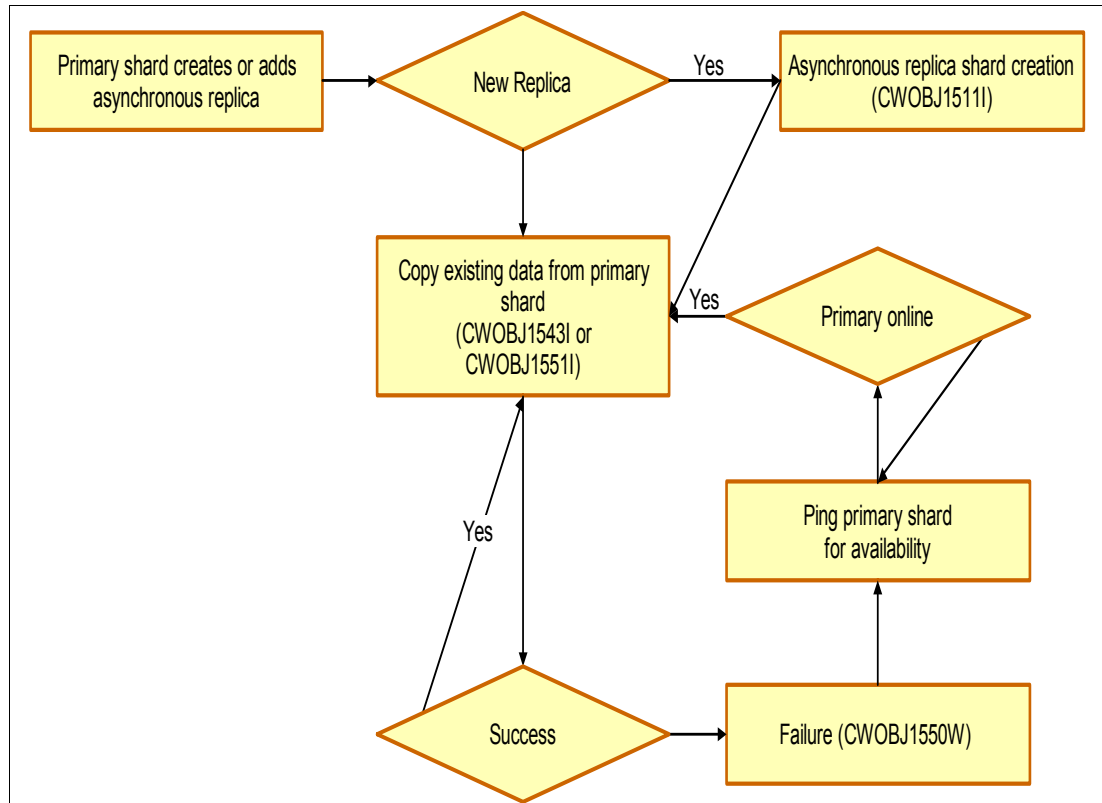 Primary shard creates or adds
asynchronous replica
New Replica
Yes
Asynchronous replica shard creation
(CWOBJ1511I)
Copy existing data from primary
shard
(CWOBJ1543I or
CWOBJ1551I)
Yes
Primary online
Ping primary shard
for availability
Yes
Success
Failure (CWOBJ1550W)